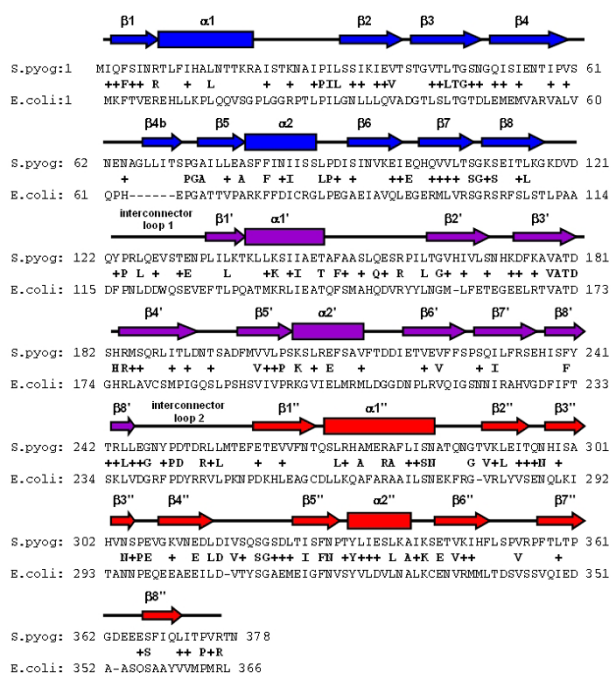 β1 α1 β2 β3 β4
S.pyog:1 MIQFSINRTLFIHALNTTKRAISTKNAIPILSSIKIEVTSTGVTLTGSNGQISIENTIPVS 61
++F++ R L + + +PIL ++ ++V ++LTG++ + + +
E.coli:1 MKFTVEREHLLKPLQQVSGPLGGRPTLPILGNLLLQVADGTLSLTGTDLEMEMVARVALV 60
β4b β5 α2 β6 β7 β8
S.pyog: 62 NENAGLLITSPGAILLEASFFINIISSLPDISINVKEIEQHQVVLTSGKSEITLKGKDVD 121
+ PGA + A F +I LP+ + ++E ++++ SG+S +L
E.coli: 61 QPH------EPGATTVPARKFFDICRGLPEGAEIAVQLEGERMLVRSGRSRFSLSTLPAA 114
interconnector
loop 1
β1' α1' β2' β3'
S.pyog: 122 QYPRLQEVSTENPLILKTKLLKSIIAETAFAASLQESRPILTGVHIVLSNHKDFKAVATD 181
+P L+ +E L +K +I T FA+ + Q+ R L G+ + + ++ + VATD
E.coli: 115 DFPNLDDWQSEVEFTLPQATMKRLIEATQFSMAHQDVRYYLNGM-LFETEGEELRTVATD 173
β4' β5' α2' β6' β7' β8'
S.pyog: 182 SHRMSQRLITLDNTSADFMVVLPSKSLREFSAVFTDDIETVEVFFSPSQILFRSEHISFY 241
HR++ + + V++P K + E + + V I F
E.coli: 174 GHRLAVCSMPIGQSLPSHSVIVPRKGVIELMRMLDGGDNPLRVQIGSNNIRAHVGDFIFT 233
β8' interconnector
loop 2
β1'' α1'' β2'' β3''
S.pyog: 242 TRLLEGNYPDTDRLLMTEFETEVVFNTQSLRHAMERAFLISNATQNGTVKLEITQNHISA 301
++L++G PD R+L + + L+ A RA ++SN G V+L +++N +
E.coli: 234 SKLVDGRFPDYRRVLPKNPDKHLEAGCDLLKQAFARAAILSNEKFRG-VRLYVSENQLKI 292
β3'' β4'' β5'' α2'' β6'' β7''
S.pyog: 302 HVNSPEVGKVNEDLDIVSQSGSDLTISFNPTYLIESLKAIKSETVKIHFLSPVRPFTLTP 361
N+PE + E LD V+ SG+++ I FN +Y+++ L A+K E V++ + V +
E.coli: 293 TANNPEQEEAEEILD-VTYSGAEMEIGFNVSYVLDVLNALKCENVRMMLTDSVSSVQIED 351
β8''
S.pyog: 362 GDEEESFIQLITPVRTN 378
+S ++ P+R
E.coli: 352 A-ASQSAAYVVMPMRL 366